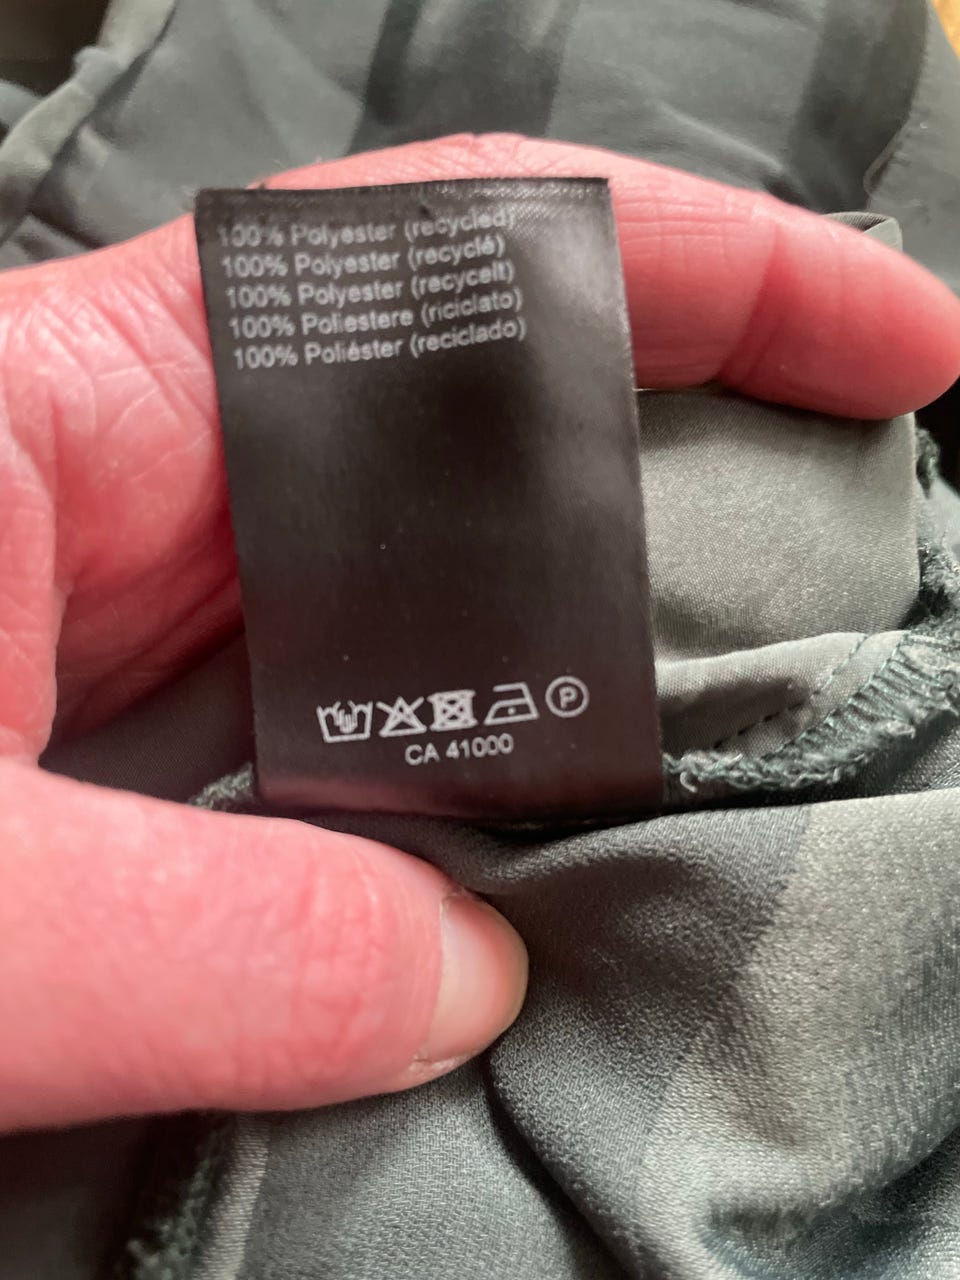 100% Polyester (recycled)
100% Polyester (recyclé)
100% Polyester (recycelt)
100% Poliestere (riciclato)
100% Poliéster (reciclado)
P
CA 41000